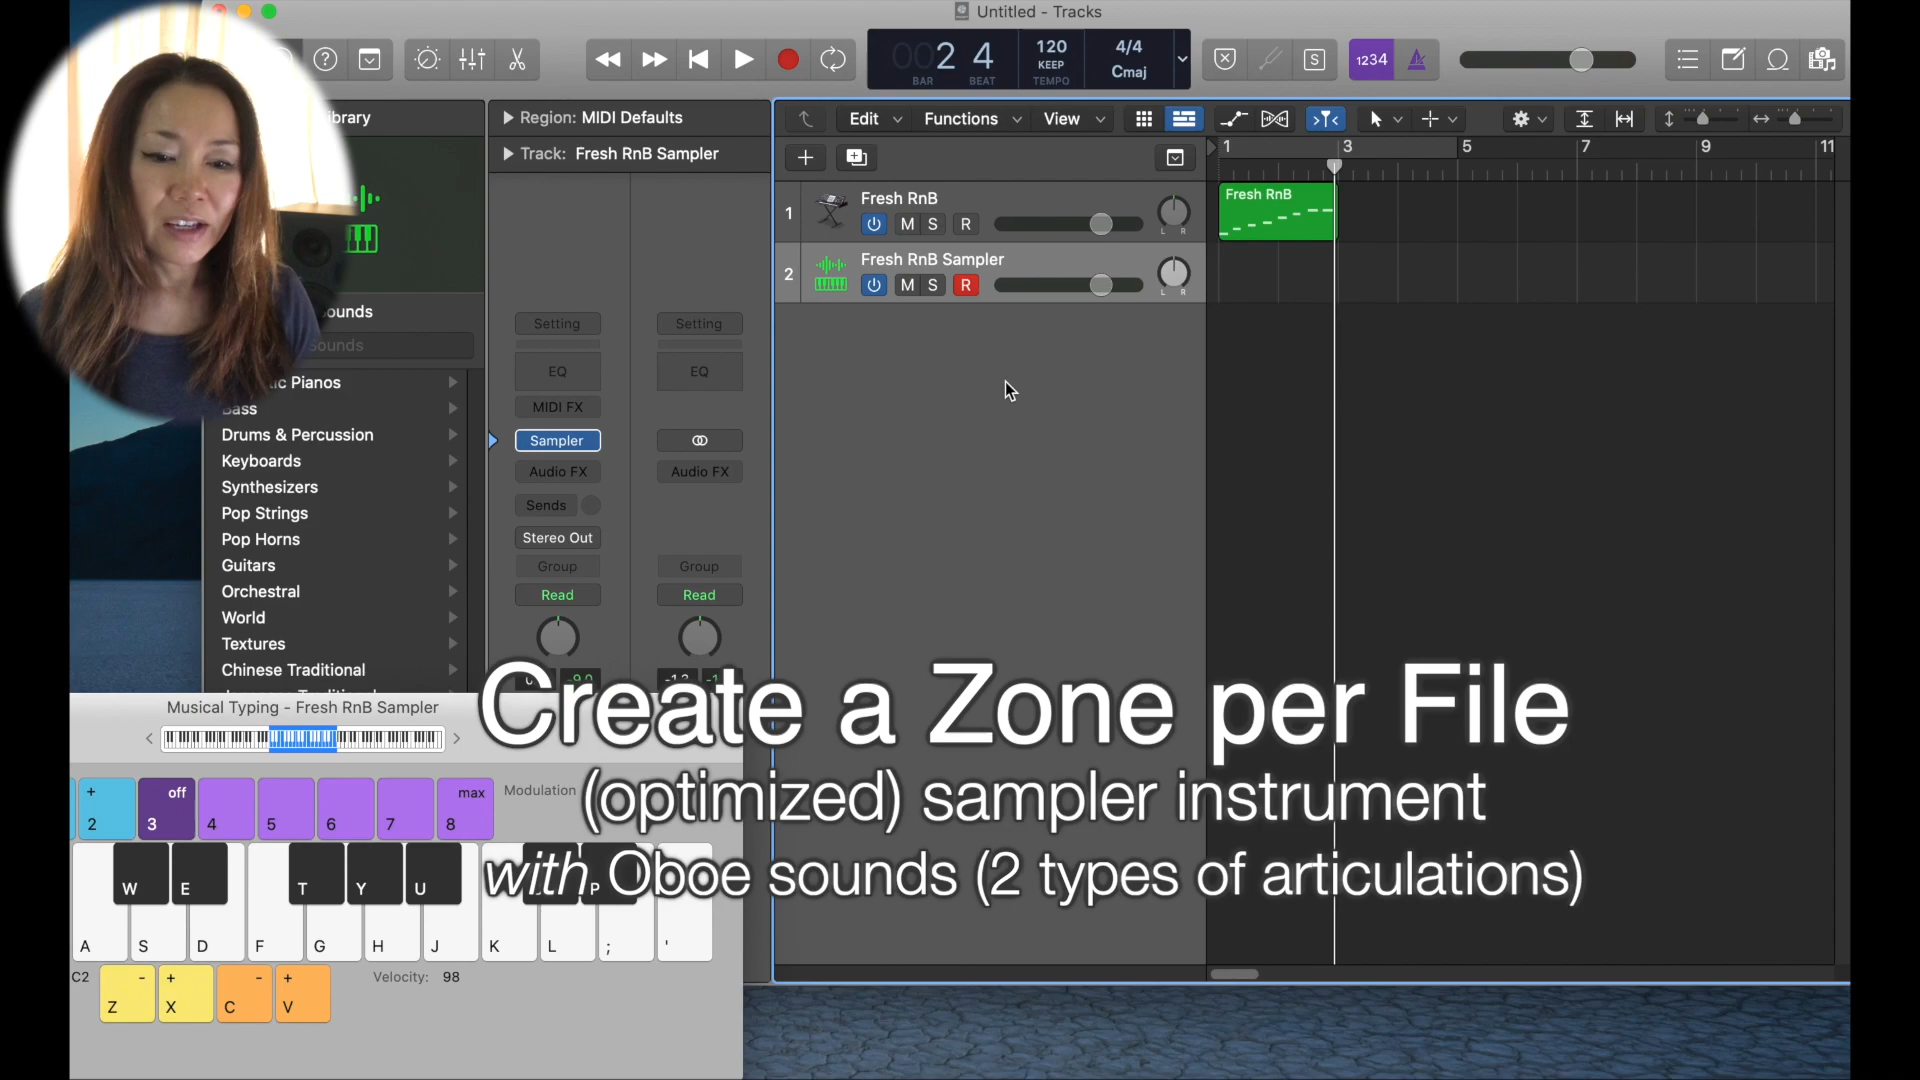 Untitled - Tracks
2 4
BAR BEAT
120
KEEP
TEMPO
4/4
Cmaj
S
1234
Region: MIDI Defaults
Track: Fresh RnB Sampler
Edit
Functions
View
1 3 5 7 9 11
1
Fresh RnB
M S R
L R
Fresh RnB
2
Fresh RnB Sampler
M S R
L R
Drums & Percussion
Keyboards
Synthesizers
Pop Strings
Pop Horns
Guitars
Orchestral
World
Textures
Chinese Traditional
Setting Setting
EQ EQ
MIDI FX
Sampler
Audio FX Audio FX
Sends
Stereo Out
Group Group
Read Read
Create a Zone per File
(optimized) sampler instrument
with Oboe sounds (2 types of articulations)
Musical Typing - Fresh RnB Sampler
+ off max
2 3 4 5 6 7 8
Modulation
W E T Y U P
A S D F G H J K L ; '
C2
- + - +
Z X C V
Velocity: 98